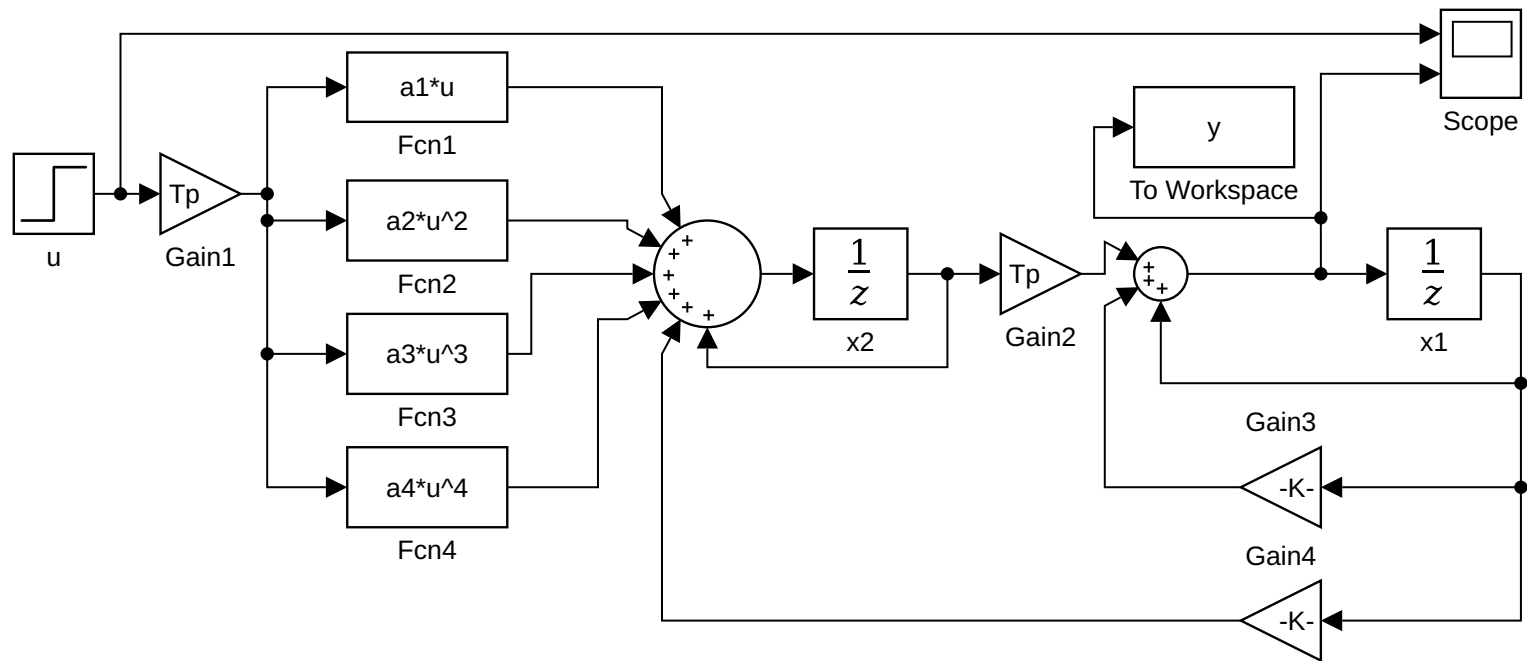 Scope
a1*u
Fcn1
y
To Workspace
u
Tp
Gain1
a2*u^2
Fcn2
+
+
+
+
+
+
1
z
x2
Tp
Gain2
+
+
+
1
z
x1
a3*u^3
Fcn3
Gain3
-K-
a4*u^4
Fcn4
Gain4
-K-